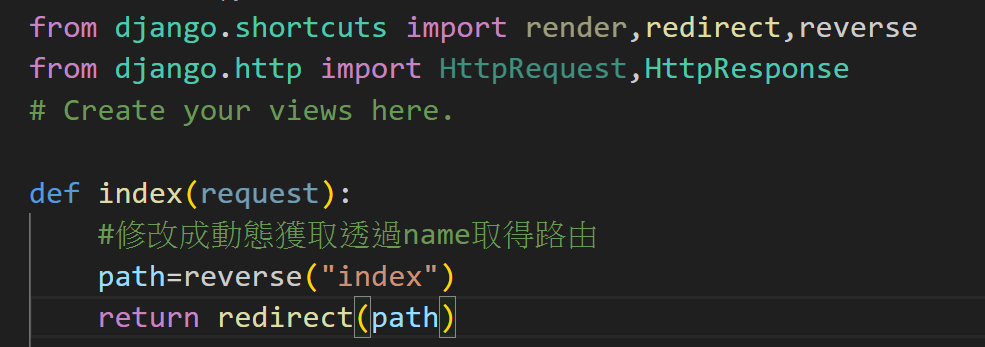 from django.shortcuts import render,redirect,reverse
from django.http import HttpRequest,HttpResponse
# Create your views here.
def index(request):
#修改成動態獲取透過name取得路由
path=reverse("index")
return redirect(path)